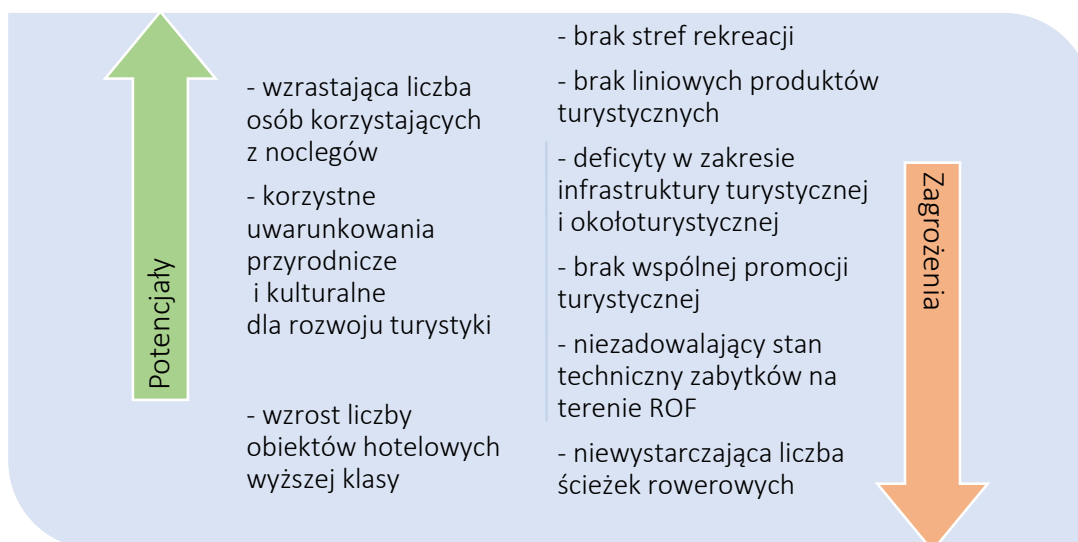 Potencjały
- wzrastająca liczba
osób korzystających
z noclegów
- korzystne
uwarunkowania
przyrodnicze
i kulturalne
dla rozwoju turystyki
- wzrost liczby
obiektów hotelowych
wyższej klasy
- brak stref rekreacji
- brak liniowych produktów
turystycznych
- deficyty w zakresie
infrastruktury turystycznej
i okołoturystycznej
- brak wspólnej promocji
turystycznej
- niezadowalający stan
techniczny zabytków na
terenie ROF
- niewystarczająca liczba
ścieżek rowerowych
Zagrożenia